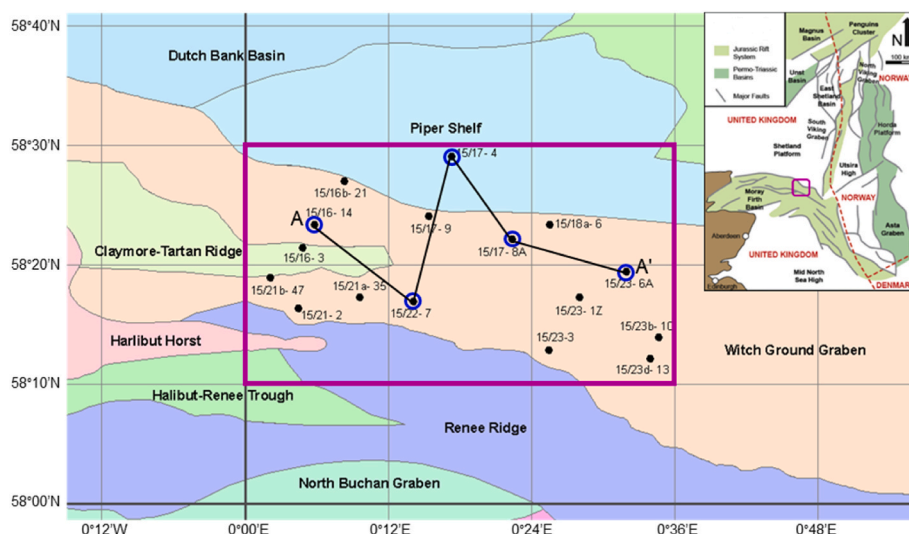 58°40'N
58°30'N
58°20'N
58°10'N
58°00'N
0°12'W
0°00'E
0°12'E
0°24'E
0°36'E
0°48'E
Dutch Bank Basin
Piper Shelf
15/17- 4
15/16b- 21
A
15/16- 14
15/17- 9
15/18a- 6
15/17- 8A
Claymore-Tartan Ridge
15/16- 3
A'
15/23- 6A
15/21b- 47
15/21a- 35
15/21- 2
15/22- 7
15/23- 1Z
15/23b- 10
15/23-3
15/23d- 13
Harlibut Horst
Witch Ground Graben
Halibut-Renee Trough
Renee Ridge
North Buchan Graben
Magnus
Basin
Penguins
Cluster
N
100 km
Jurassic Rift
System
Permo-Triassic
Basins
Major Faults
Unst
Basin
North
Viking
Graben
NORWAY
East
Shetland
Basin
UNITED KINGDOM
South
Viking
Graben
Horda
Platform
Shetland
Platform
Utsira
High
NORWAY
Moray
Firth
Basin
Asta
Graben
Aberdeen
UNITED KINGDOM
Mid North
Sea High
Edinburgh
DENMARK